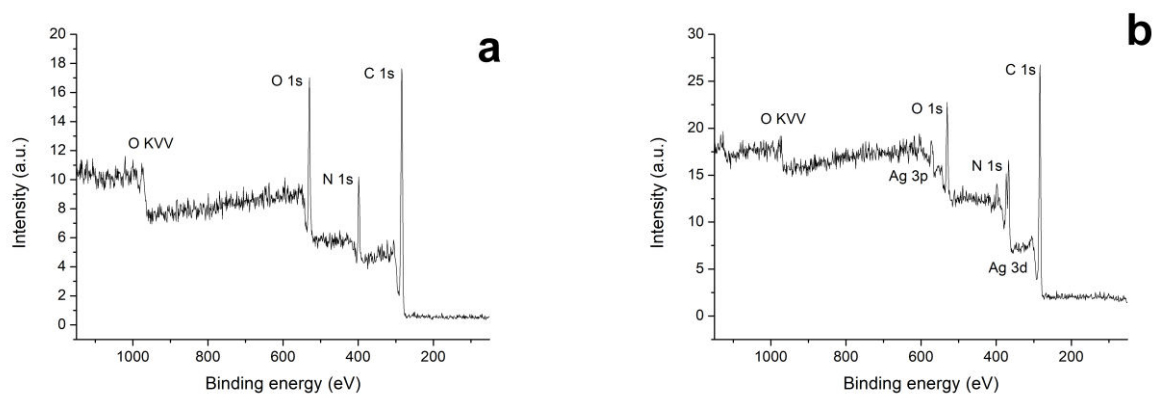 a
20
18
16
14
12
10
8
6
4
2
0
Intensity (a.u.)
O KVV
O 1s
N 1s
C 1s
1000 800 600 400 200
Binding energy (eV)
b
30
25
20
15
10
5
0
Intensity (a.u.)
O KVV
Ag 3p
O 1s
N 1s
Ag 3d
C 1s
1000 800 600 400 200
Binding energy (eV)